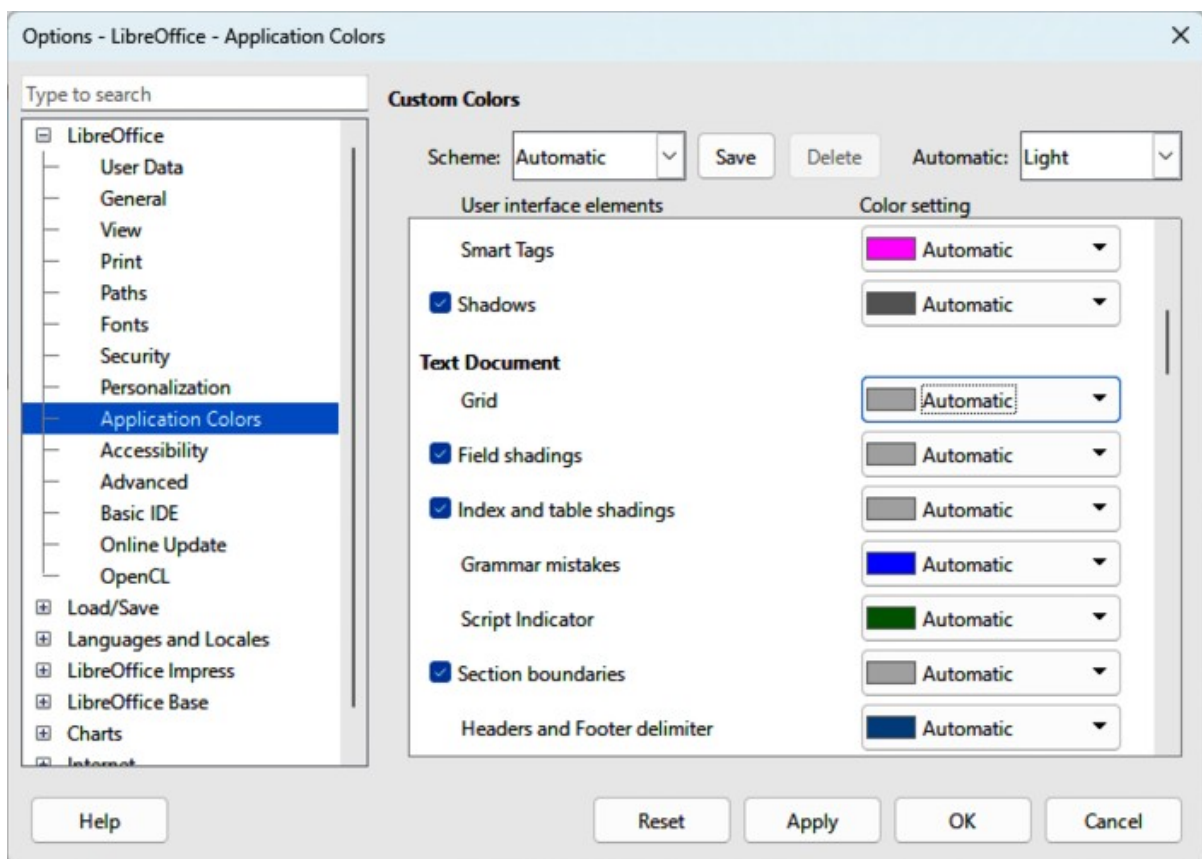 Options - LibreOffice - Application Colors
Type to search
LibreOffice
User Data
General
View
Print
Paths
Fonts
Security
Personalization
Application Colors
Accessibility
Advanced
Basic IDE
Online Update
OpenCL
Load/Save
Languages and Locales
LibreOffice Impress
LibreOffice Base
Charts
Internet
Custom Colors
Scheme: Automatic Save Delete Automatic: Light
User interface elements Color setting
Smart Tags Automatic
Shadows Automatic
Text Document
Grid Automatic
Field shadings Automatic
Index and table shadings Automatic
Grammar mistakes Automatic
Script Indicator Automatic
Section boundaries Automatic
Headers and Footer delimiter Automatic
Help Reset Apply OK Cancel